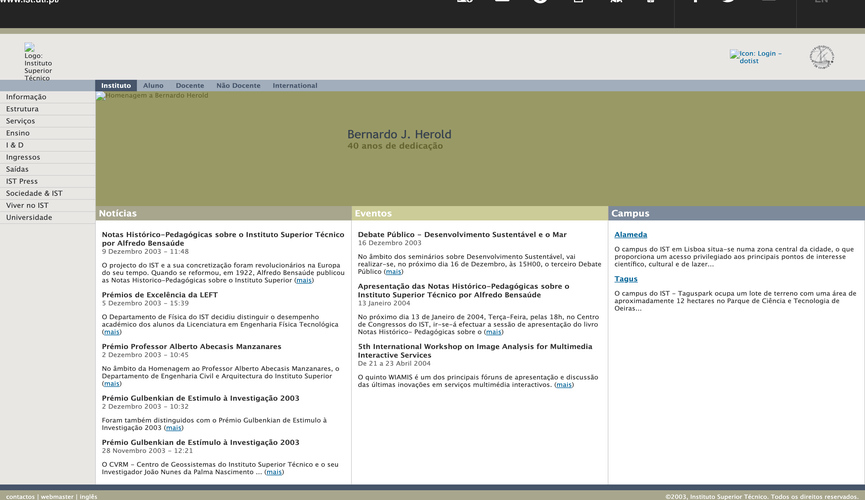 www.ist.utl.pt
EN
Logo:
Instituto
Superior
Técnico
Icon: Login -
dotist
Instituto Aluno Docente Não Docente International
Informação
Estrutura
Serviços
Ensino
I & D
Ingressos
Saídas
IST Press
Sociedade & IST
Viver no IST
Universidade
Homenagem a Bernardo Herold
Bernardo J. Herold
40 anos de dedicação
Notícias
Notas Histórico-Pedagógicas sobre o Instituto Superior Técnico
por Alfredo Bensaúde
9 Dezembro 2003 - 11:48
O projecto do IST e a sua concretização foram revolucionários na Europa
do seu tempo. Quando se reformou, em 1922, Alfredo Bensaúde publicou
as Notas Historico-Pedagógicas sobre o Instituto Superior (mais)
Prémios de Excelência da LEFT
5 Dezembro 2003 - 15:39
O Departamento de Física do IST decidiu distinguir o desempenho
académico dos alunos da Licenciatura em Engenharia Física Tecnológica
(mais)
Prémio Professor Alberto Abecasis Manzanares
2 Dezembro 2003 - 10:45
No âmbito da Homenagem ao Professor Alberto Abecasis Manzanares, o
Departamento de Engenharia Civil e Arquitectura do Instituto Superior
(mais)
Prémio Gulbenkian de Estímulo à Investigação 2003
2 Dezembro 2003 - 10:32
Foram também distinguidos com o Prémio Gulbenkian de Estímulo à
Investigação 2003 (mais)
Prémio Gulbenkian de Estímulo à Investigação 2003
28 Novembro 2003 - 12:21
O CVRM - Centro de Geossistemas do Instituto Superior Técnico e o seu
Investigador João Nunes da Palma Nascimento ... (mais)
Eventos
Debate Público - Desenvolvimento Sustentável e o Mar
16 Dezembro 2003
No âmbito dos seminários Desenvolvimento Sustentável, vai
realizar-se, no próximo dia 16 de Dezembro, às 15H00, o terceiro Debate
Público (mais)
Apresentação das Notas Histórico-Pedagógicas sobre o
Instituto Superior Técnico por Alfredo Bensaúde
13 Janeiro 2004
No próximo dia 13 de Janeiro de 2004, Terça-Feira, pelas 18h, no Centro
de Congressos do IST, ir-se-á efectuar a sessão de apresentação do livro
Notas Histórico- Pedagógicas sobre o (mais)
5th International Workshop on Image Analysis for Multimedia
Interactive Services
De 21 a 23 Abril 2004
O quinto WIAMIS é um dos principais fóruns de apresentação e discussão
das últimas inovações em serviços multimédia interactivos. (mais)
Campus
Alameda
O campus do IST em Lisboa situa-se numa zona central da cidade, o que
proporciona um acesso privilegiado aos principais pontos de interesse
científico, cultural e de lazer...
Tagus
O campus do IST - Taguspark ocupa um lote de terreno com uma área de
aproximadamente 12 hectares no Parque de Ciência e Tecnologia de
Oeiras...
contactos | webmaster | inglês
©2003, Instituto Superior Técnico. Todos os direitos reservados.